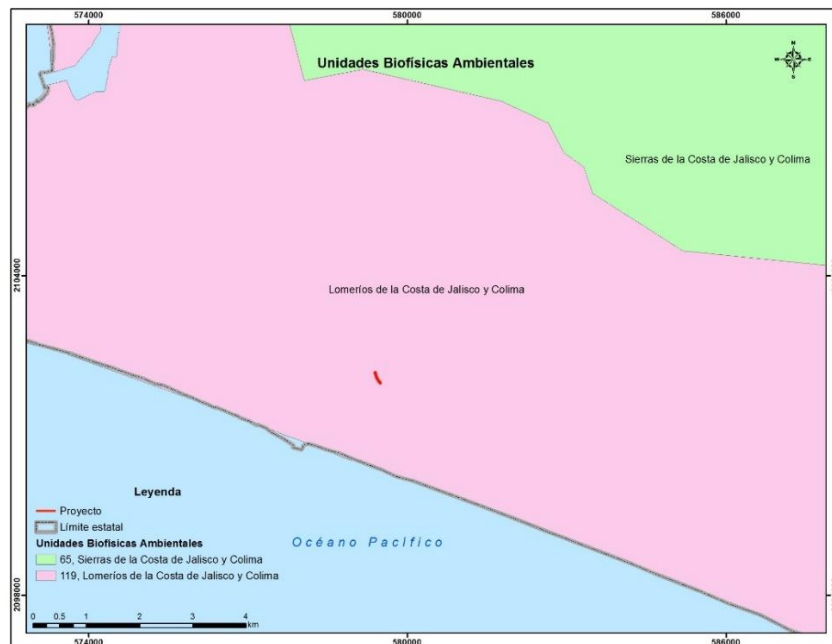 574000 580000 586000
Unidades Biofísicas Ambientales
N
W E
S
Sierras de la Costa de Jalisco y Colima
2104000
Lomeríos de la Costa de Jalisco y Colima
Leyenda
Proyecto
Límite estatal
Unidades Biofisicas Ambientales
65, Sierras de la Costa de Jalisco y Colima
119, Lomeríos de la Costa de Jalisco y Colima
Océano Pacífico
0 0.5 1 2 3 4
km
2098000
574000 580000 586000